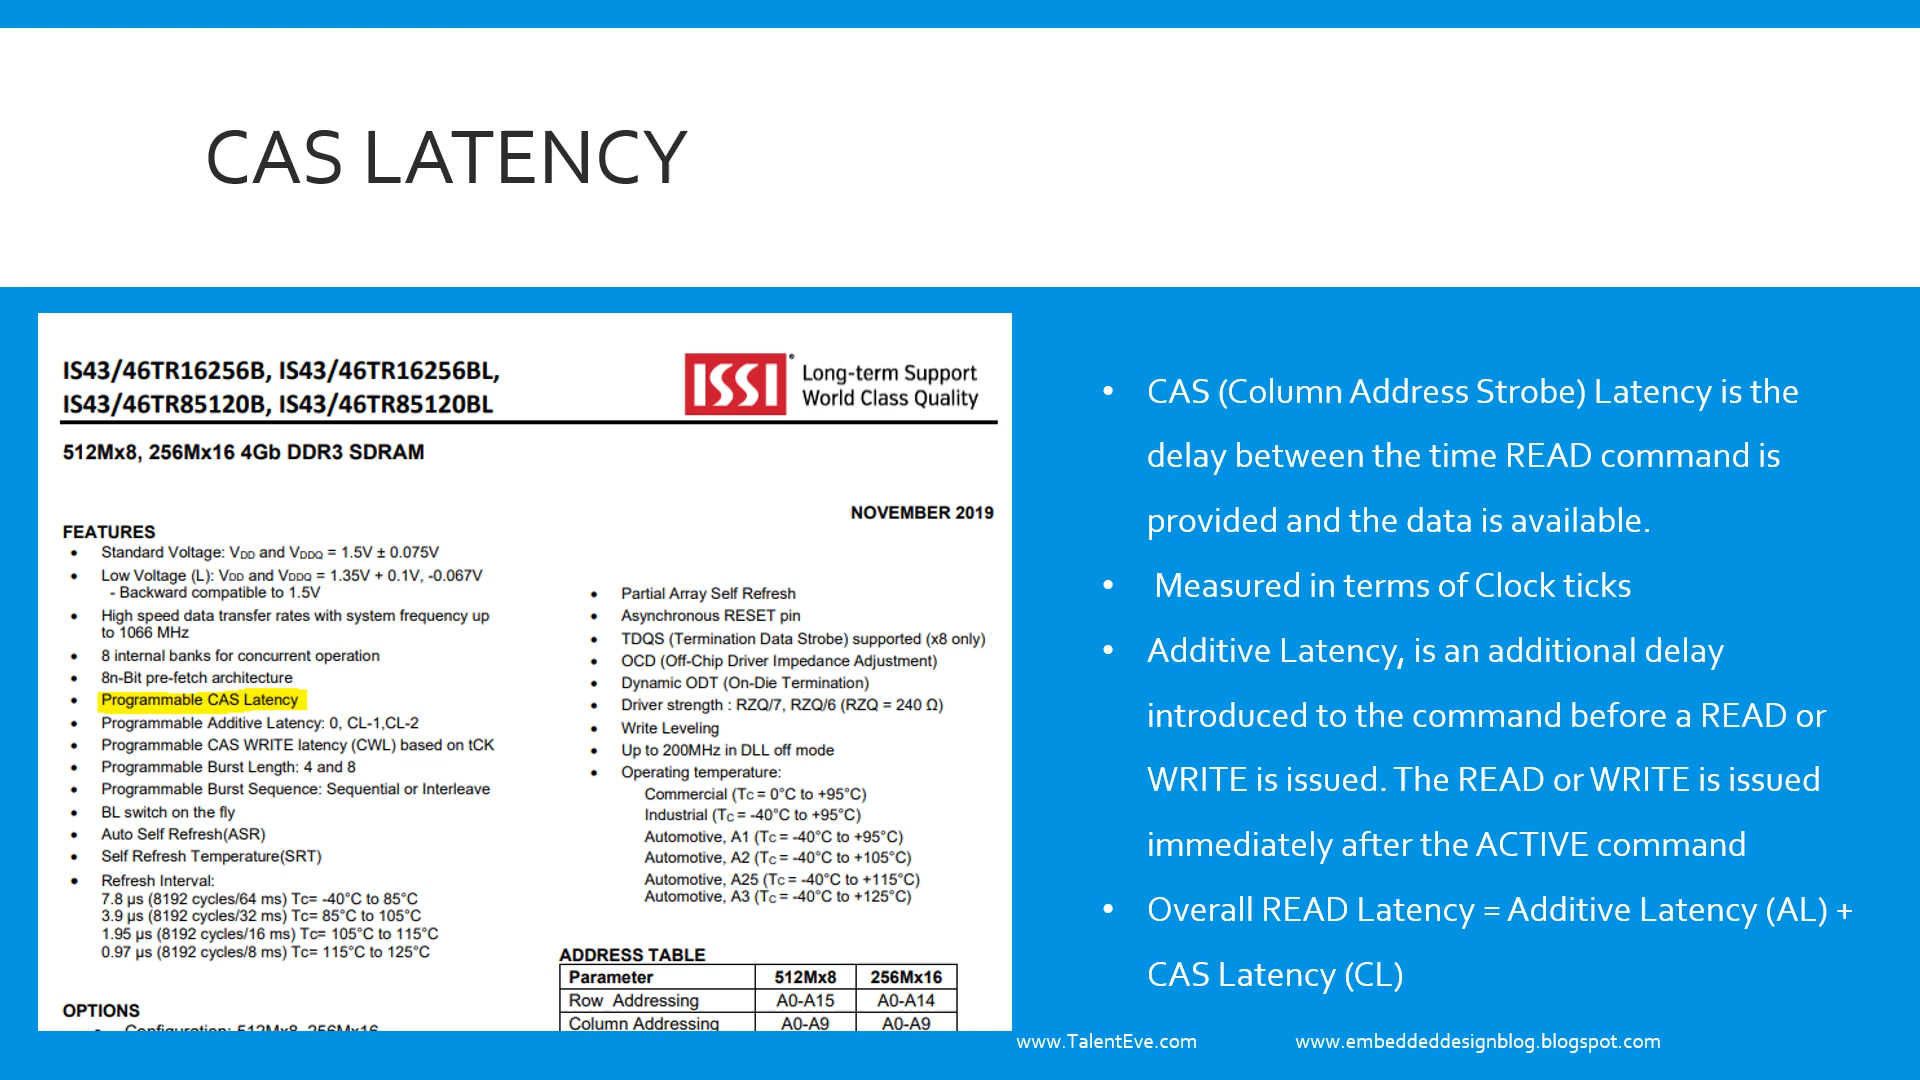 CAS LATENCY
IS43/46TR16256B, IS43/46TR16256BL,
IS43/46TR85120B, IS43/46TR85120BL
ISSI
Long-term Support
World Class Quality
512Mx8, 256Mx16 4Gb DDR3 SDRAM
NOVEMBER 2019
FEATURES
• Standard Voltage: VDD and VDDQ = 1.5V ± 0.075V
• Low Voltage (L): VDD and VDDQ = 1.35V + 0.1V, -0.067V
- Backward compatible to 1.5V
• High speed data transfer rates with system frequency up
to 1066 MHz
• 8 internal banks for concurrent operation
• 8n-Bit pre-fetch architecture
• Programmable CAS Latency
• Programmable Additive Latency: 0, CL-1,CL-2
• Programmable CAS WRITE latency (CWL) based on tCK
• Programmable Burst Length: 4 and 8
• Programmable Burst Sequence: Sequential or Interleave
• BL switch on the fly
• Auto Self Refresh(ASR)
• Self Refresh Temperature(SRT)
• Refresh Interval:
7.8 µs (8192 cycles/64 ms) Tc= -40°C to 85°C
3.9 µs (8192 cycles/32 ms) Tc= 85°C to 105°C
1.95 µs (8192 cycles/16 ms) Tc= 105°C to 115°C
0.97 µs (8192 cycles/8 ms) Tc= 115°C to 125°C
OPTIONS
• Configuration: 512Mx8, 256Mx16
• Partial Array Self Refresh
• Asynchronous RESET pin
• TDQS (Termination Data Strobe) supported (x8 only)
• OCD (Off-Chip Driver Impedance Adjustment)
• Dynamic ODT (On-Die Termination)
• Driver strength : RZQ/7, RZQ/6 (RZQ = 240 Ω)
• Write Leveling
• Up to 200MHz in DLL off mode
• Operating temperature:
Commercial (TC = 0°C to +95°C)
Industrial (TC = -40°C to +95°C)
Automotive, A1 (TC = -40°C to +95°C)
Automotive, A2 (TC = -40°C to +105°C)
Automotive, A25 (TC = -40°C to +115°C)
Automotive, A3 (TC = -40°C to +125°C)
ADDRESS TABLE
Parameter 512Mx8 256Mx16
Row Addressing A0-A15 A0-A14
Column Addressing A0-A9 A0-A9
• CAS (Column Address Strobe) Latency is the
delay between the time READ command is
provided and the data is available.
• Measured in terms of Clock ticks
• Additive Latency, is an additional delay
introduced to the command before a READ or
WRITE is issued. The READ or WRITE is issued
immediately after the ACTIVE command
• Overall READ Latency = Additive Latency (AL) +
CAS Latency (CL)
www.TalentEve.com www.embeddeddesignblog.blogspot.com